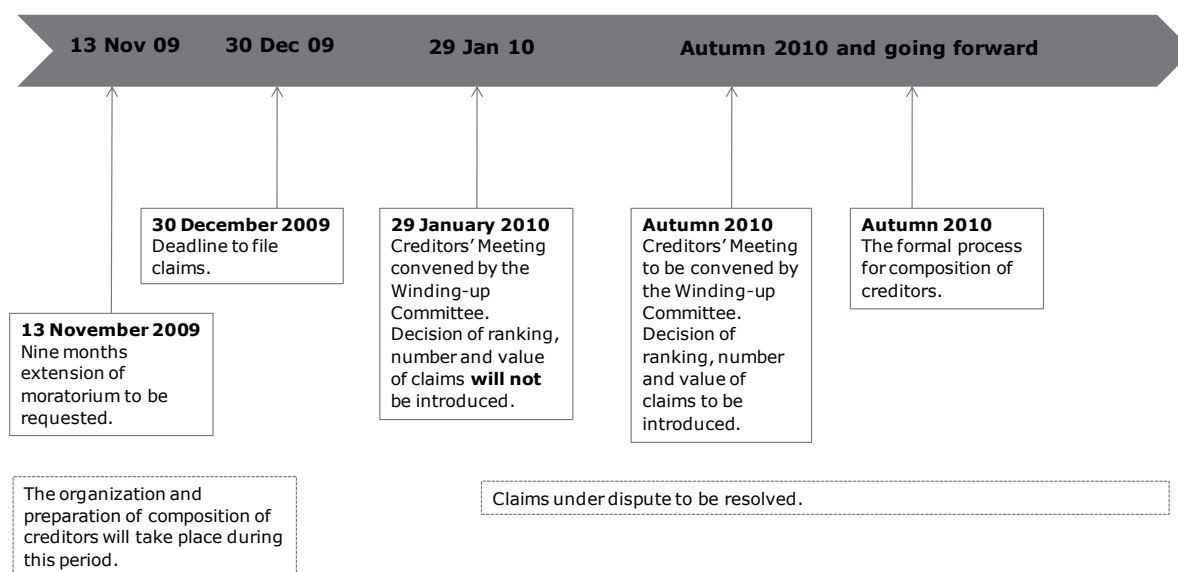 13 Nov 09
30 Dec 09
29 Jan 10
Autumn 2010 and going forward
30 December 2009
Deadline to file
claims.
29 January 2010
Creditors' Meeting
convened by the
Winding-up
Committee.
Decision of ranking,
number and value
of claims will not
be introduced.
Autumn 2010
Creditors' Meeting
to be convened by
the Winding-up
Committee.
Decision of
ranking, number
and value of
claims to be
introduced.
Autumn 2010
The formal process
for composition of
creditors.
13 November 2009
Nine months
extension of
moratorium to be
requested.
The organization and
preparation of composition of
creditors will take place during
this period.
Claims under dispute to be resolved.